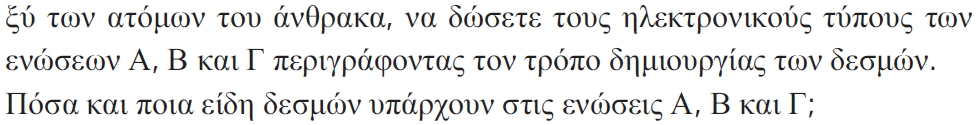 ξύ των ατόμων του άνθρακα, να δώσετε τους ηλεκτρονικούς τύπους των
ενώσεων Α, Β και Γ περιγράφοντας τον τρόπο δημιουργίας των δεσμών.
Πόσα και ποια είδη δεσμών υπάρχουν στις ενώσεις Α, Β και Γ;